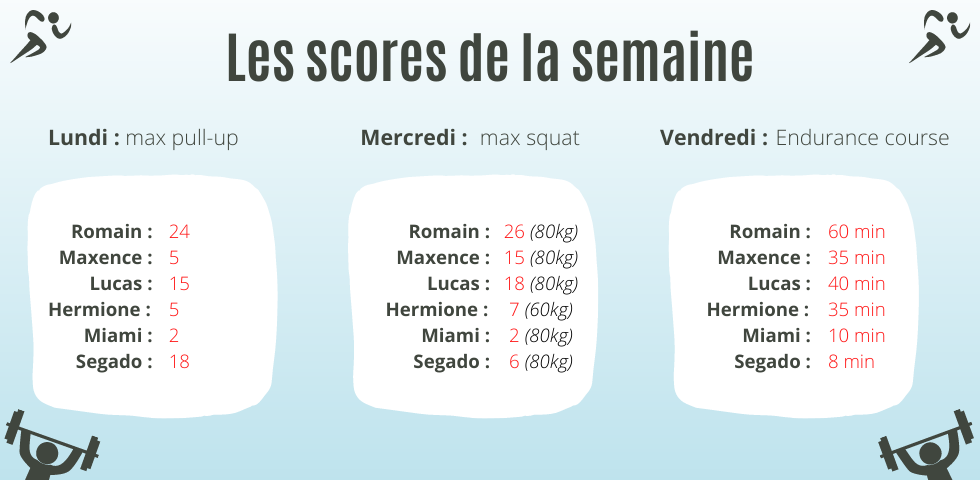 Les scores de la semaine
Lundi : max pull-up
Romain : 24
Maxence : 5
Lucas : 15
Hermione : 5
Miami : 2
Segado : 18
Mercredi : max squat
Romain : 26 (80kg)
Maxence : 15 (80kg)
Lucas : 18 (80kg)
Hermione : 7 (60kg)
Miami : 2 (80kg)
Segado : 6 (80kg)
Vendredi : Endurance course
Romain : 60 min
Maxence : 35 min
Lucas : 40 min
Hermione : 35 min
Miami : 10 min
Segado : 8 min